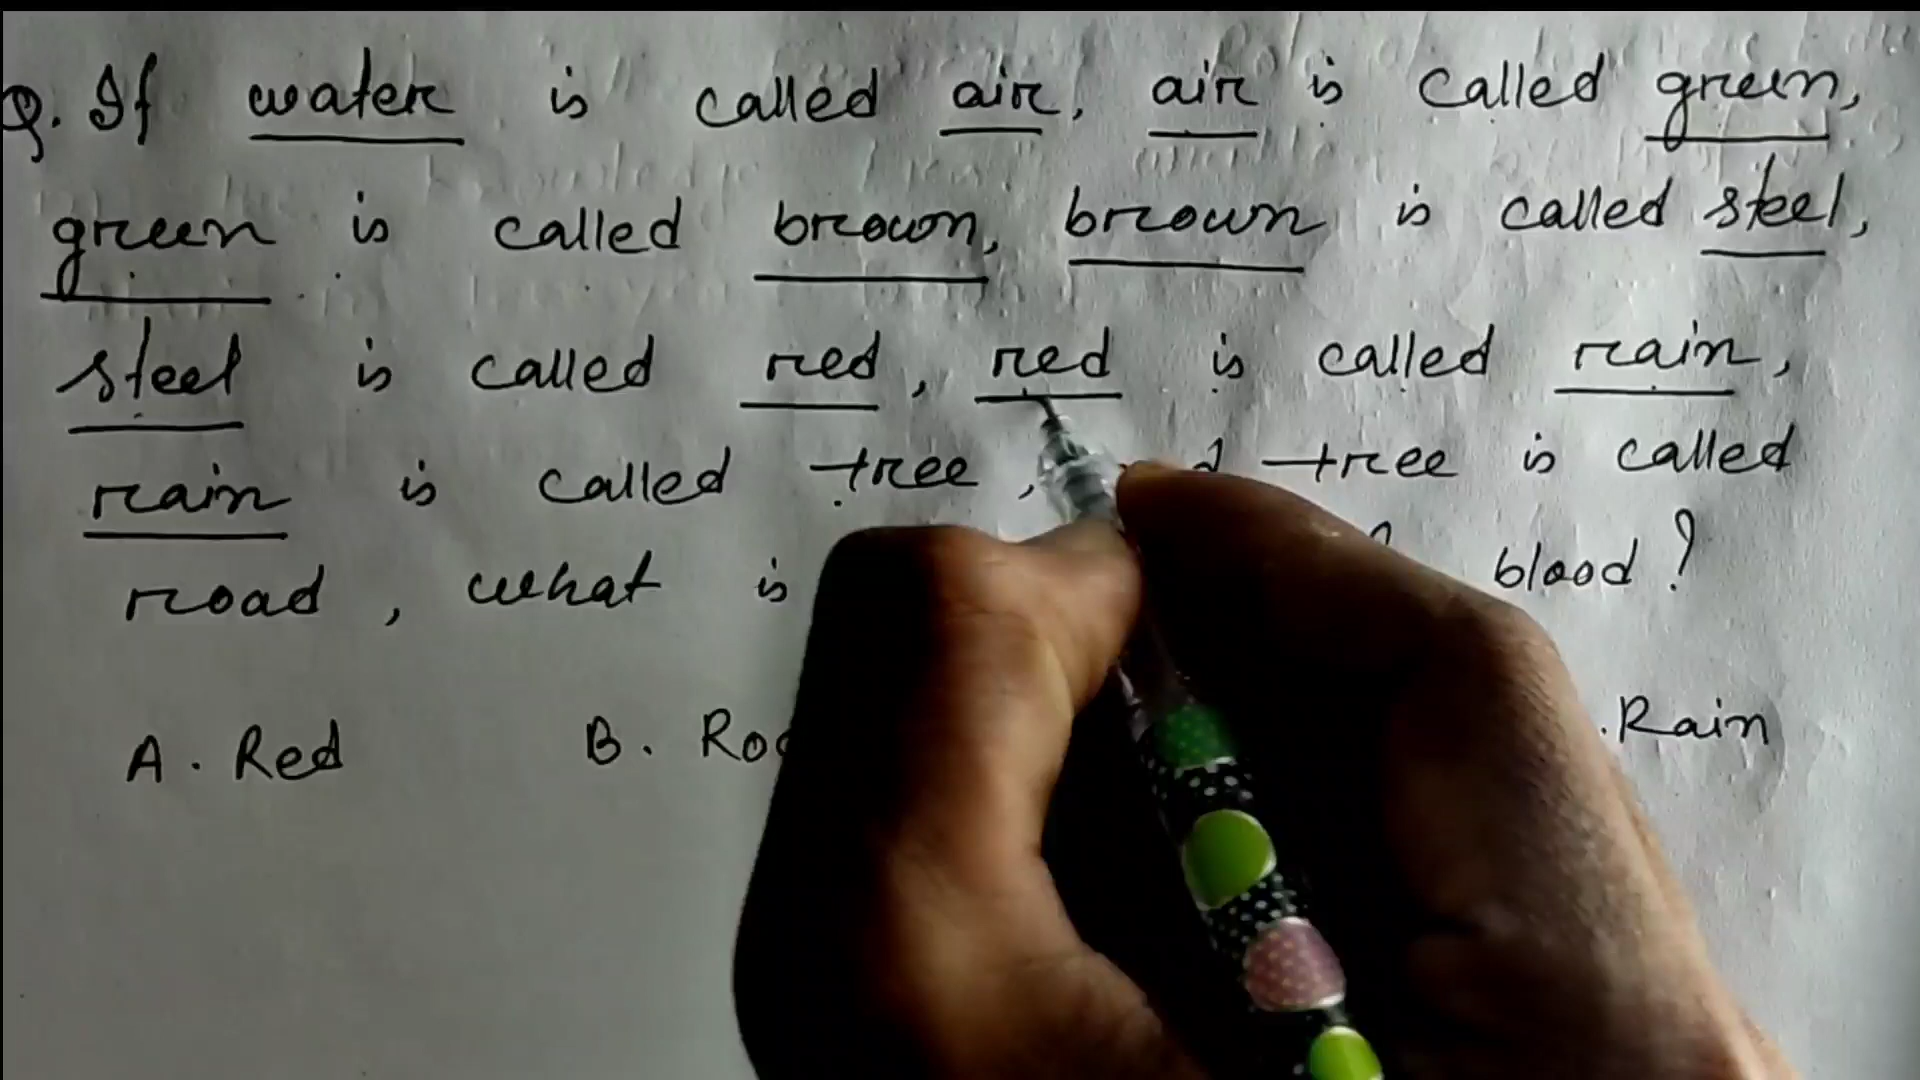 Q. If water is called air, air is called green,
green is called brown, brown is called steel,
steel is called red, red is called rain,
rain is called tree, tree is called
road, what is blood?
A. Red B. Rain